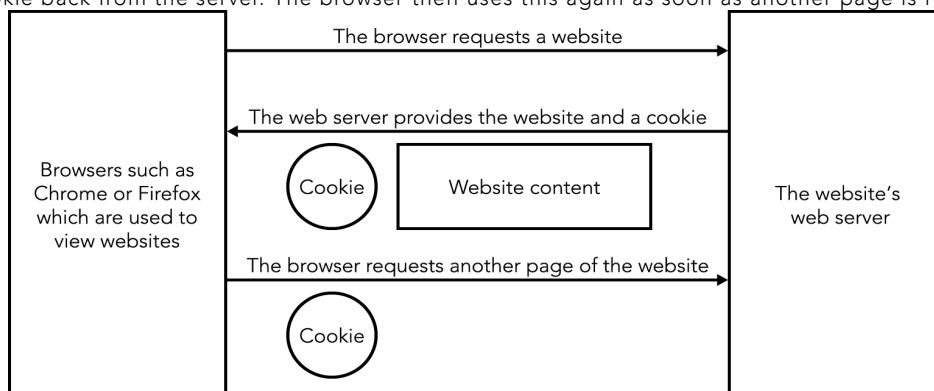 kie back from the server. The browser then uses this again as soon as another page is
The browser requests a website
The web server provides the website and a cookie
Cookie
Website content
Browsers such as
Chrome or Firefox
which are used to
view websites
The website's
web server
The browser requests another page of the website
Cookie